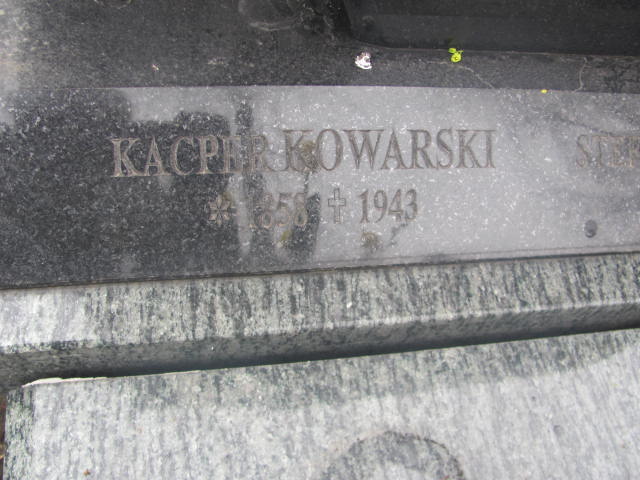 KACPER KOWARSKI
* 1858 † 1943